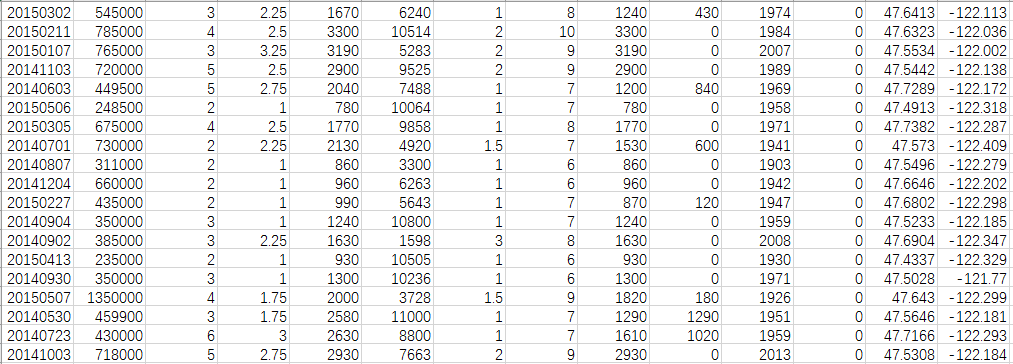 20150302 545000 3 2.25 1670 6240 1 8 1240 430 1974 0 47.6413 -122.113
20150211 785000 4 2.5 3300 10514 2 10 3300 0 1984 0 47.6323 -122.036
20150107 765000 3 3.25 3190 5283 2 9 3190 0 2007 0 47.5534 -122.002
20141103 720000 5 2.5 2900 9525 2 9 2900 0 1989 0 47.5442 -122.138
20140603 449500 5 2.75 2040 7488 1 7 1200 840 1969 0 47.7289 -122.172
20150506 248500 2 1 780 10064 1 7 780 0 1958 0 47.4913 -122.318
20150305 675000 4 2.5 1770 9858 1 8 1770 0 1971 0 47.7382 -122.287
20140701 730000 2 2.25 2130 4920 1.5 7 1530 600 1941 0 47.573 -122.409
20140807 311000 2 1 860 3300 1 6 860 0 1903 0 47.5496 -122.279
20141204 660000 2 1 960 6263 1 6 960 0 1942 0 47.6646 -122.202
20150227 435000 2 1 990 5643 1 7 870 120 1947 0 47.6802 -122.298
20140904 350000 3 1 1240 10800 1 7 1240 0 1959 0 47.5233 -122.185
20140902 385000 3 2.25 1630 1598 3 8 1630 0 2008 0 47.6904 -122.347
20150413 235000 2 1 930 10505 1 6 930 0 1930 0 47.4337 -122.329
20140930 350000 3 1 1300 10236 1 6 1300 0 1971 0 47.5028 -121.77
20150507 1350000 4 1.75 2000 3728 1.5 9 1820 180 1926 0 47.643 -122.299
20140530 459900 3 1.75 2580 11000 1 7 1290 1290 1951 0 47.5646 -122.181
20140723 430000 6 3 2630 8800 1 7 1610 1020 1959 0 47.7166 -122.293
20141003 718000 5 2.75 2930 7663 2 9 2930 0 2013 0 47.5308 -122.184